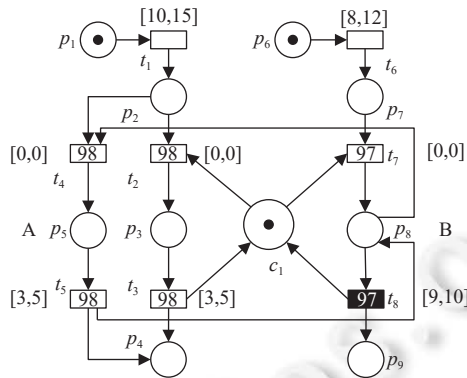 [10,15] [8,12]
p1 p6
t1 t6
p2 p7
[0,0] 98 98 [0,0] 97 t7 [0,0]
t4 t2
A p5 p3 c1 p8 B
t5 t3
[3,5] 98 98 [3,5] 97 t8 [9,10]
p4 p9